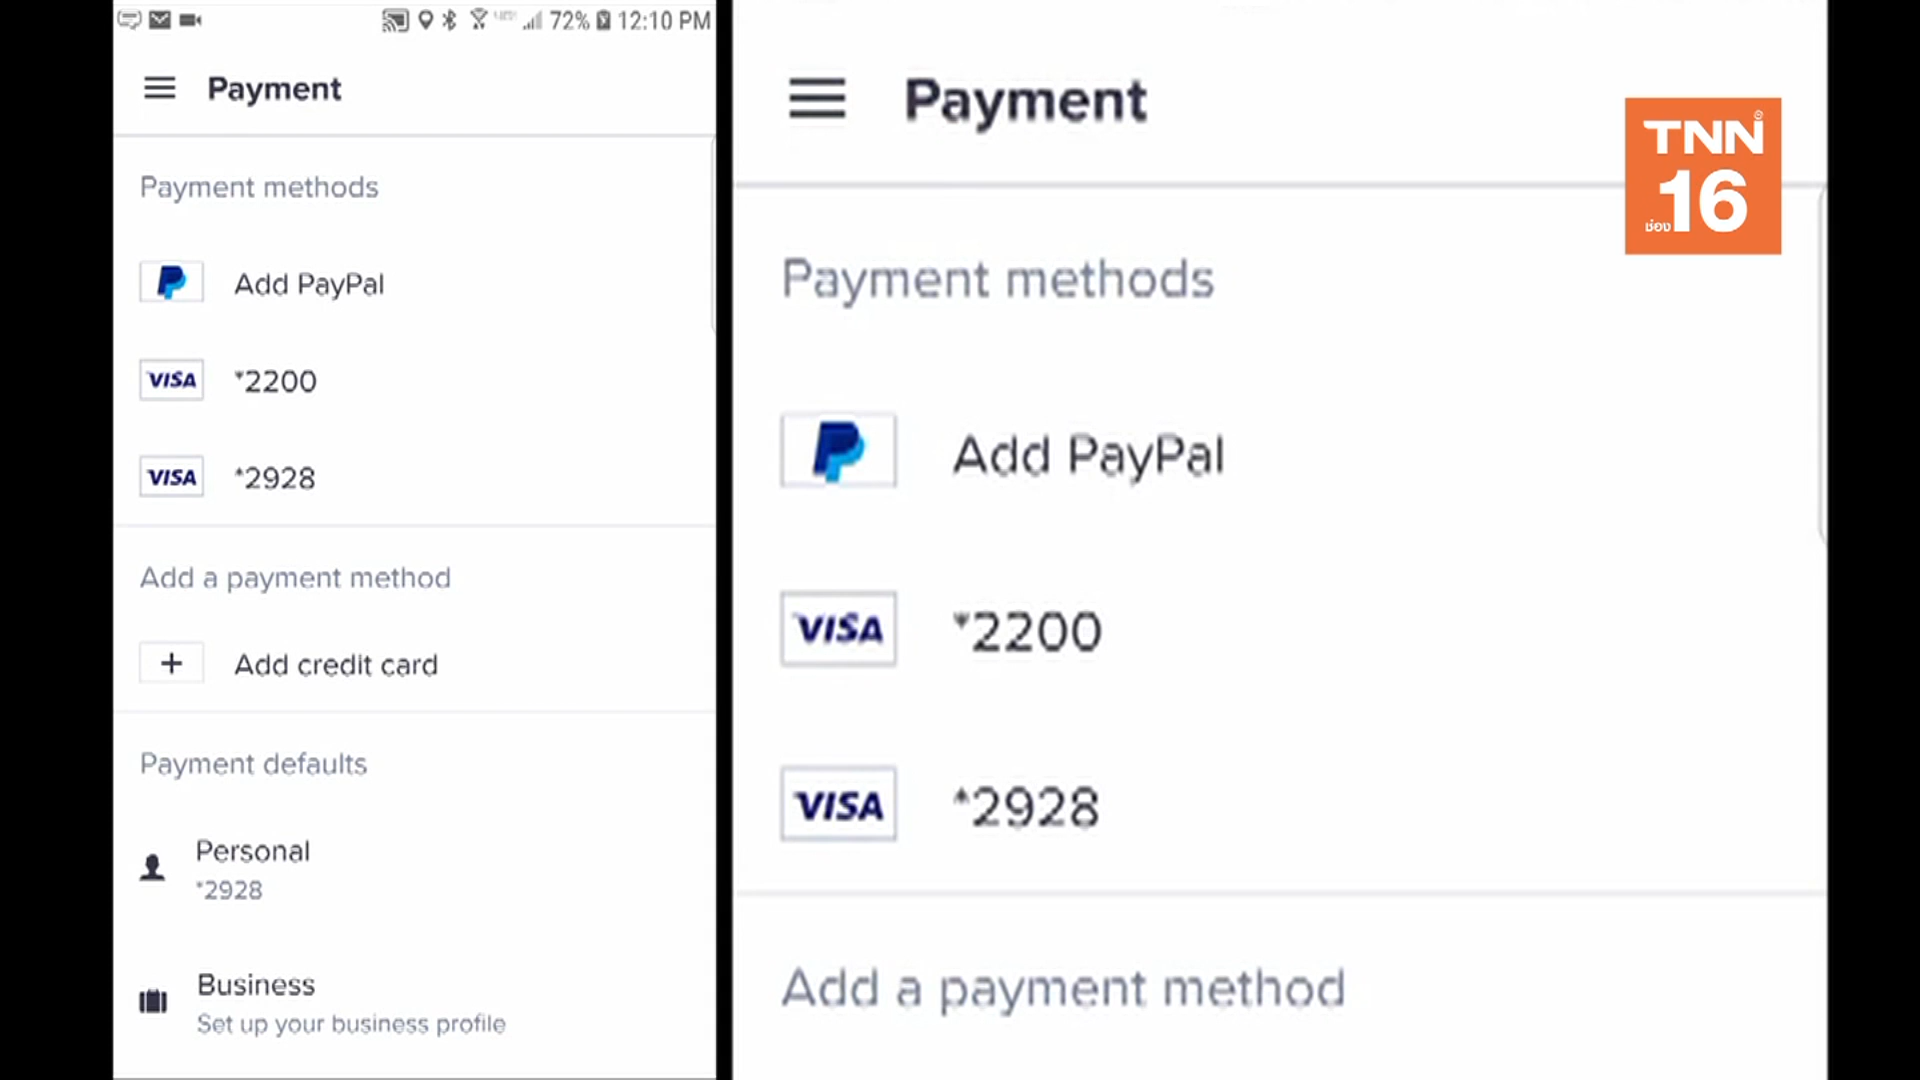 72% 12:10 PM
Payment
Payment methods
Add PayPal
VISA *2200
VISA *2928
Add a payment method
+ Add credit card
Payment defaults
Personal
*2928
Business
Set up your business profile
Payment
Payment methods
Add PayPal
VISA *2200
VISA *2928
Add a payment method
TNN
ช่อง 16